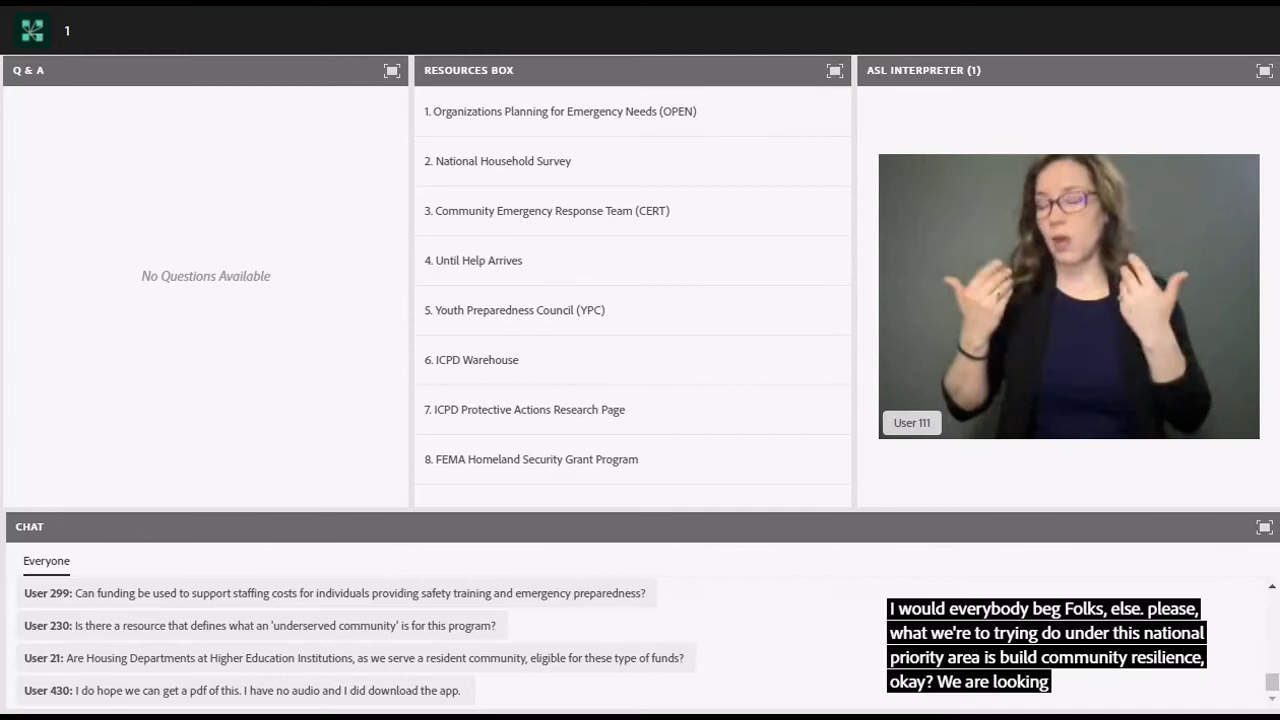 1
Q & A
No Questions Available
RESOURCES BOX
1. Organizations Planning for Emergency Needs (OPEN)
2. National Household Survey
3. Community Emergency Response Team (CERT)
4. Until Help Arrives
5. Youth Preparedness Council (YPC)
6. ICPD Warehouse
7. ICPD Protective Actions Research Page
8. FEMA Homeland Security Grant Program
ASL INTERPRETER (1)
User 111
CHAT
Everyone
User 299: Can funding be used to support staffing costs for individuals providing safety training and emergency preparedness?
User 230: Is there a resource that defines what an 'underserved community' is for this program?
User 21: Are Housing Departments at Higher Education Institutions, as we serve a resident community, eligible for these type of funds?
User 430: I do hope we can get a pdf of this. I have no audio and I did download the app.
I would everybody beg Folks, else. please,
what we're to trying do under this national
priority area is build community resilience,
okay? We are looking